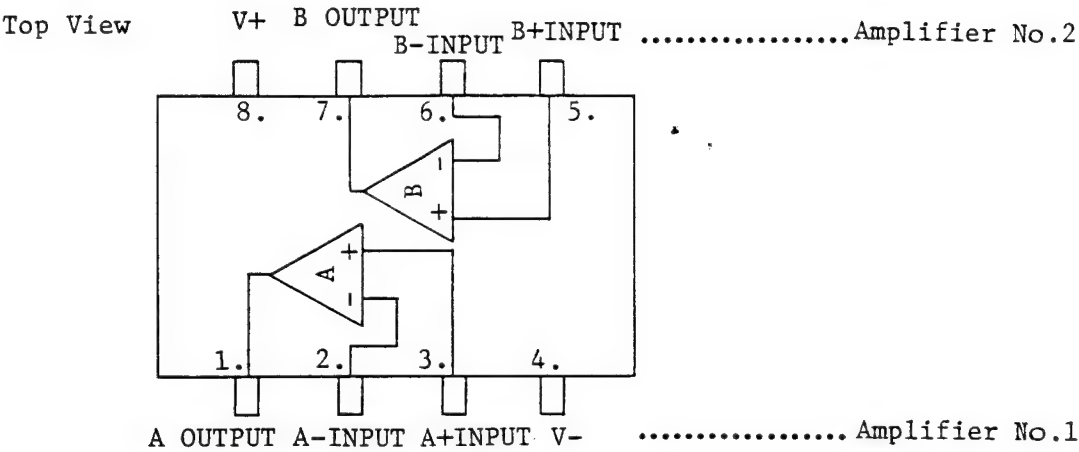 Top View
V+ B OUTPUT
B-INPUT
B+INPUT ..................Amplifier No.2
8. 7. 6. 5.
- B +
+ A -
1. 2. 3. 4.
A OUTPUT A-INPUT A+INPUT V- .................. Amplifier No.1